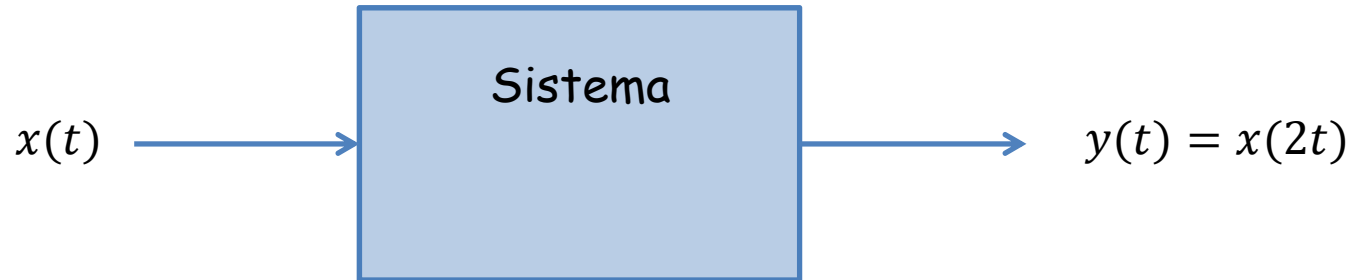 Sistema
x(t)
y(t) = x(2t)